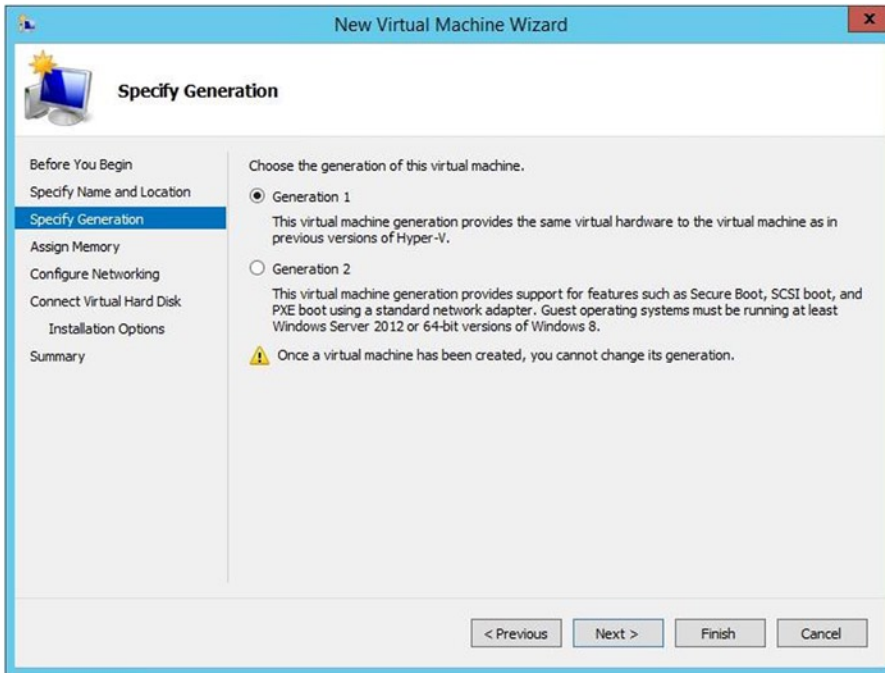 New Virtual Machine Wizard
x
Specify Generation
Before You Begin
Specify Name and Location
Specify Generation
Assign Memory
Configure Networking
Connect Virtual Hard Disk
Installation Options
Summary
Choose the generation of this virtual machine.
Generation 1
This virtual machine generation provides the same virtual hardware to the virtual machine as in
previous versions of Hyper-V.
Generation 2
This virtual machine generation provides support for features such as Secure Boot, SCSI boot, and
PXE boot using a standard network adapter. Guest operating systems must be running at least
Windows Server 2012 or 64-bit versions of Windows 8.
Once a virtual machine has been created, you cannot change its generation.
< Previous
Next >
Finish
Cancel